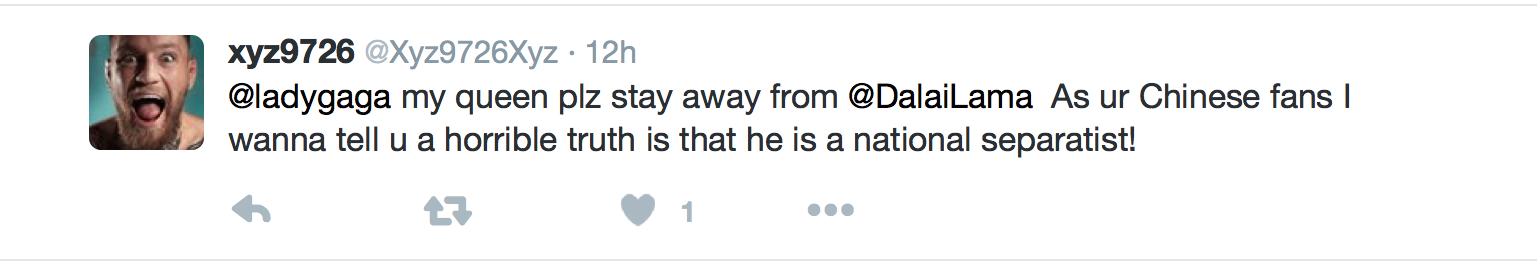 xyz9726 @Xyz9726Xyz · 12h
@ladygaga my queen plz stay away from @DalaiLama  As ur Chinese fans I
wanna tell u a horrible truth is that he is a national separatist!
1